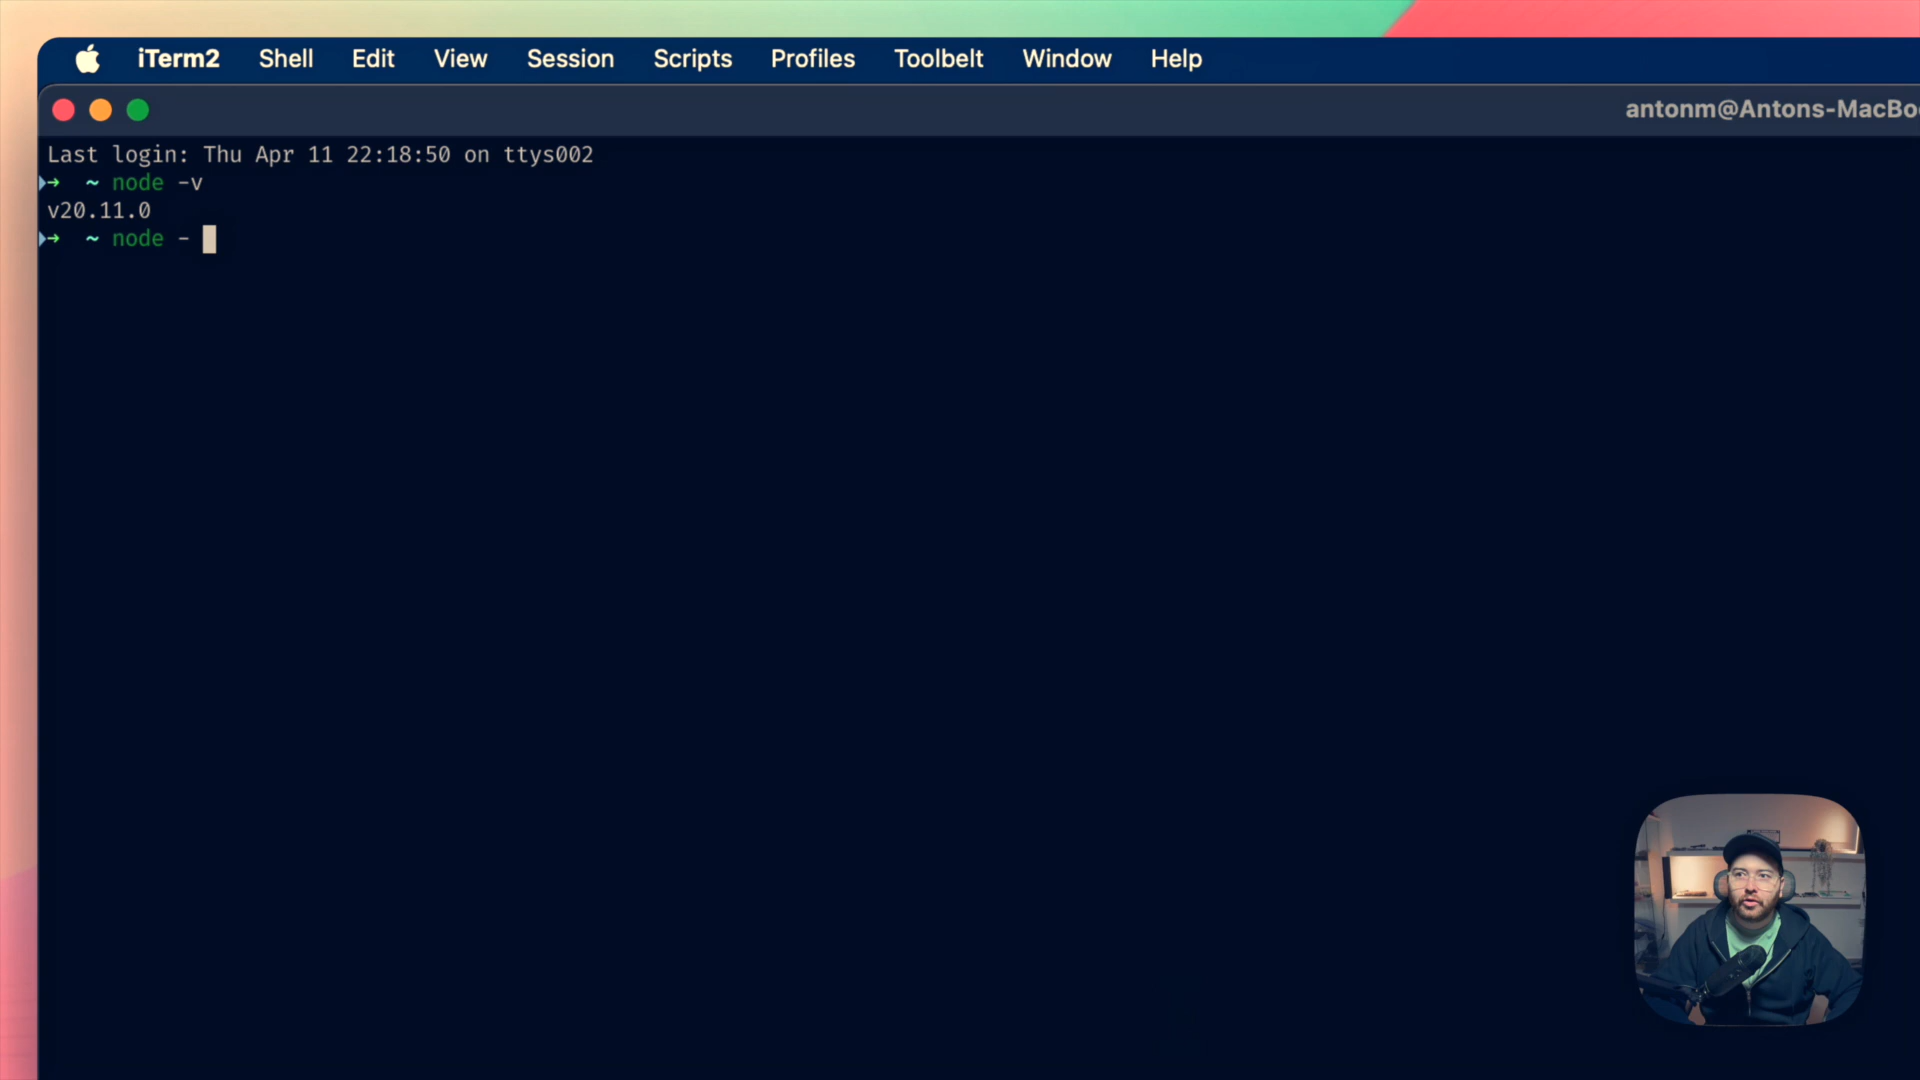 iTerm2 Shell Edit View Session Scripts Profiles Toolbelt Window Help
antonm@Antons-MacBo
Last login: Thu Apr 11 22:18:50 on ttys002
➜ ~ node -v
v20.11.0
➜ ~ node -